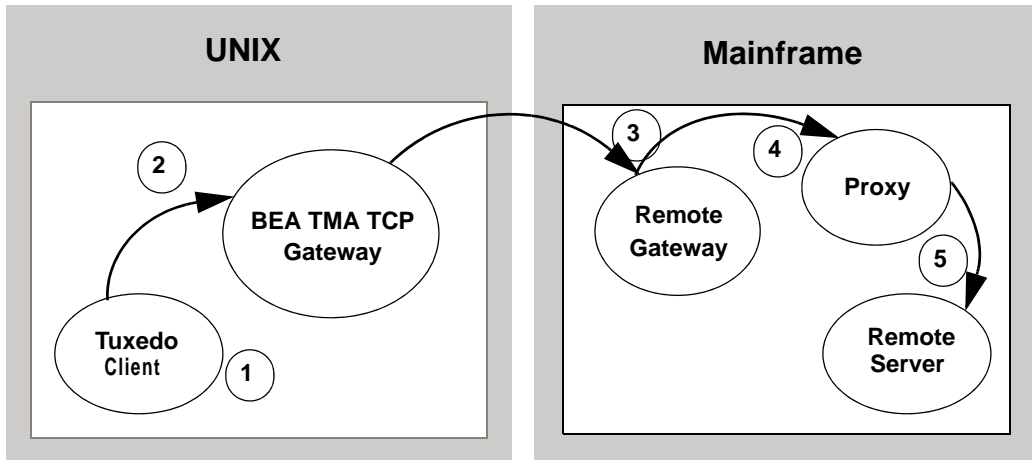 UNIX
Mainframe
2
BEA TMA TCP
Gateway
Tuxedo
Client
1
3
4
Remote
Gateway
Proxy
5
Remote
Server